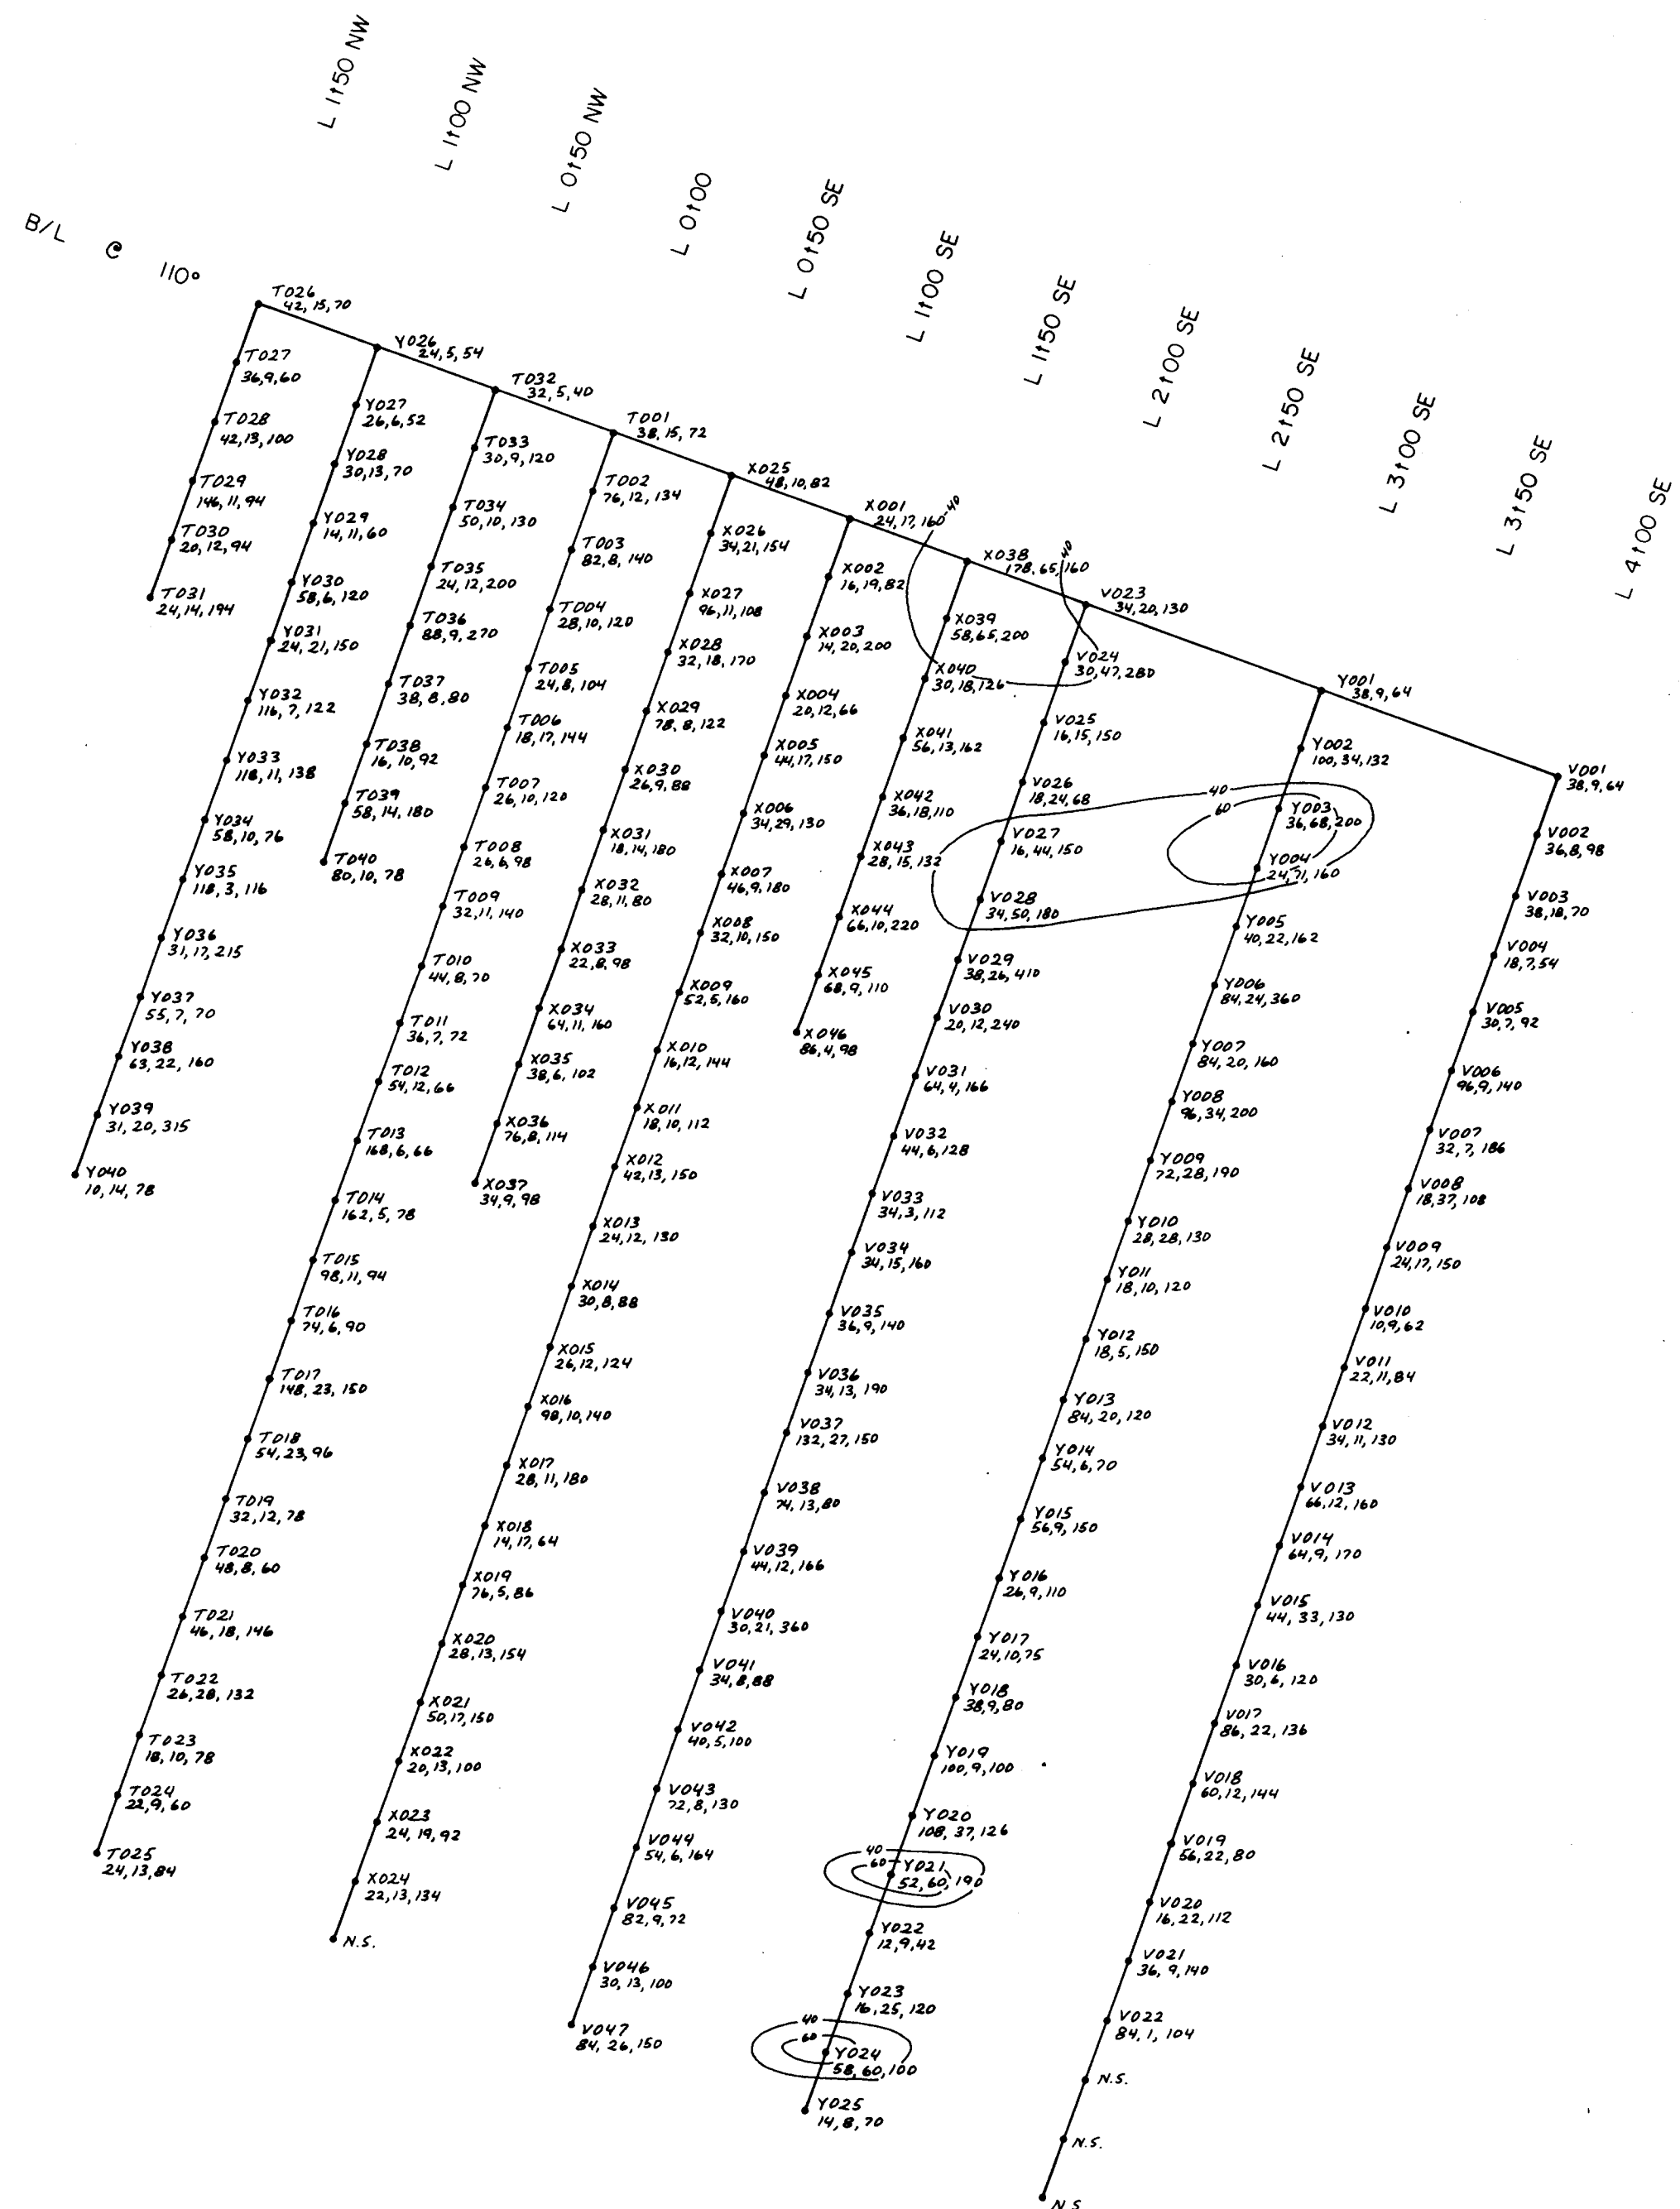 L 1+50 NW
L 1+00 NW
L 0+50 NW
L 0+00
L 0+50 SE
L 1+00 SE
L 1+50 SE
L 2+00 SE
L 2+50 SE
L 3+00 SE
L 3+50 SE
L 4+00 SE
B/L @ 110°
T026
42, 15, 70
T027
36, 9, 60
T028
42, 13, 100
T029
146, 11, 94
T030
20, 12, 94
T031
24, 14, 194
Y026
24, 5, 54
Y027
26, 6, 52
Y028
30, 13, 70
Y029
14, 11, 60
Y030
58, 6, 120
Y031
24, 21, 150
Y032
116, 7, 122
Y033
118, 11, 138
Y034
58, 10, 76
Y035
118, 3, 116
Y036
31, 17, 215
Y037
55, 7, 70
Y038
63, 22, 160
Y039
31, 20, 315
Y040
10, 14, 78
T032
32, 5, 40
T033
30, 9, 120
T034
50, 10, 130
T035
24, 12, 200
T036
88, 9, 270
T037
38, 8, 80
T038
16, 10, 92
T039
58, 14, 180
T040
80, 10, 78
T001
38, 15, 72
T002
76, 12, 134
T003
82, 8, 140
T004
28, 10, 120
T005
24, 8, 104
T006
18, 17, 144
T007
26, 10, 120
T008
26, 6, 98
T009
32, 11, 140
T010
44, 8, 70
T011
36, 7, 72
T012
54, 12, 66
T013
168, 6, 66
T014
162, 5, 78
T015
98, 11, 94
T016
74, 6, 90
T017
148, 23, 150
T018
54, 23, 96
T019
32, 12, 78
T020
48, 8, 60
T021
46, 18, 146
T022
26, 28, 132
T023
18, 10, 78
T024
22, 9, 60
T025
24, 13, 84
X025
48, 10, 82
X026
34, 21, 154
X027
96, 11, 108
X028
32, 18, 170
X029
78, 8, 122
X030
26, 9, 88
X031
18, 14, 180
X032
28, 11, 80
X033
22, 8, 98
X034
64, 11, 160
X035
38, 6, 102
X036
76, 8, 114
X037
34, 9, 98
X001
24, 17, 160
40
X002
16, 19, 82
X003
14, 20, 200
X004
20, 12, 66
X005
44, 17, 150
X006
34, 29, 130
X007
46, 9, 180
X008
32, 10, 150
X009
52, 5, 160
X010
16, 12, 144
X011
18, 10, 112
X012
42, 13, 150
X013
24, 12, 130
X014
30, 8, 88
X015
26, 12, 124
X016
98, 10, 140
X017
28, 11, 180
X018
14, 17, 64
X019
76, 5, 86
X020
28, 13, 154
X021
50, 17, 150
X022
20, 13, 100
X023
24, 19, 92
X024
22, 13, 134
N.S.
X038
178, 65, 160
40
X039
58, 65, 200
X040
30, 18, 126
X041
56, 13, 162
X042
36, 18, 110
X043
28, 15, 132
X044
66, 10, 220
X045
68, 9, 110
X046
86, 4, 98
V023
34, 20, 130
V024
30, 47, 280
V025
16, 15, 150
V026
18, 24, 68
V027
16, 44, 150
V028
34, 50, 180
V029
38, 26, 410
V030
20, 12, 240
V031
64, 4, 166
V032
44, 6, 128
V033
34, 3, 112
V034
34, 15, 160
V035
36, 9, 140
V036
34, 13, 190
V037
132, 27, 150
V038
74, 13, 80
V039
44, 12, 166
V040
30, 21, 360
V041
34, 8, 88
V042
40, 5, 100
V043
72, 8, 130
V044
54, 6, 164
V045
82, 9, 72
V046
30, 13, 100
V047
84, 26, 150
Y001
38, 9, 64
Y002
100, 34, 132
40
60
Y003
36, 68, 200
Y004
24, 71, 160
Y005
40, 22, 162
Y006
84, 24, 360
Y007
84, 20, 160
Y008
96, 34, 200
Y009
72, 28, 190
Y010
28, 28, 130
Y011
18, 10, 120
Y012
18, 5, 150
Y013
84, 20, 120
Y014
54, 6, 70
Y015
56, 9, 150
Y016
26, 9, 110
Y017
24, 10, 75
Y018
38, 9, 80
Y019
100, 9, 100
Y020
108, 37, 126
40
60
Y021
52, 60, 190
Y022
12, 9, 42
Y023
16, 25, 120
40
60
Y024
58, 60, 100
Y025
14, 8, 70
V001
38, 9, 64
V002
36, 8, 98
V003
38, 18, 70
V004
18, 7, 54
V005
30, 7, 92
V006
96, 9, 140
V007
32, 7, 186
V008
18, 37, 108
V009
24, 17, 150
V010
10, 9, 62
V011
22, 11, 84
V012
34, 11, 130
V013
66, 12, 160
V014
64, 9, 170
V015
44, 33, 130
V016
30, 6, 120
V017
86, 22, 136
V018
60, 12, 144
V019
56, 22, 80
V020
16, 22, 112
V021
36, 9, 140
V022
84, 1, 104
N.S.
N.S.
N.S.